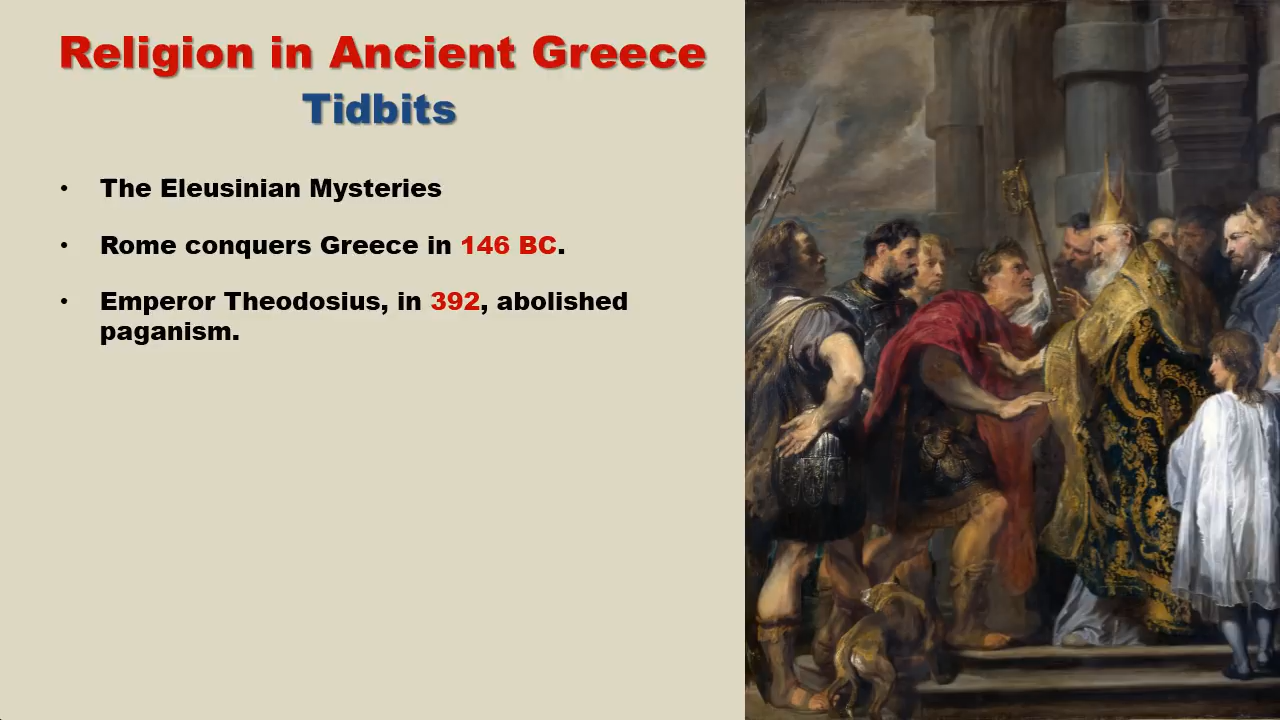 Religion in Ancient Greece
Tidbits
• The Eleusinian Mysteries
• Rome conquers Greece in 146 BC.
• Emperor Theodosius, in 392, abolished
paganism.